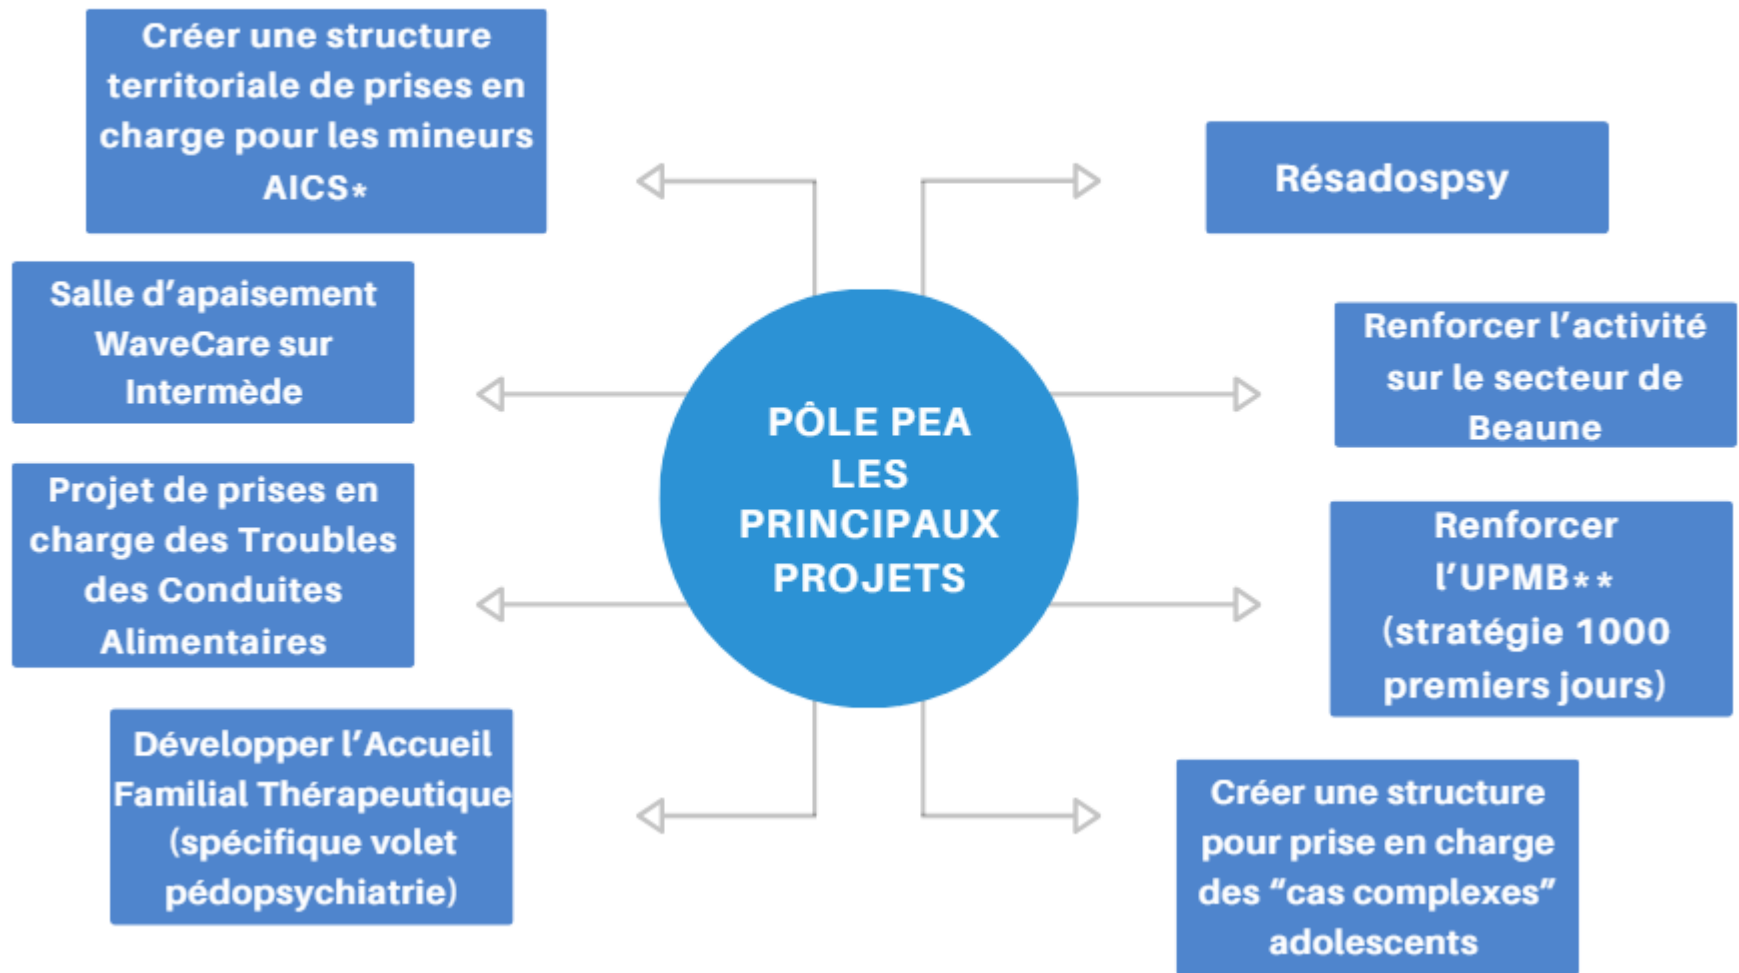 Créer une structure
territoriale de prises en
charge pour les mineurs
AICS*
Salle d’apaisement
WaveCare sur
Intermède
Projet de prises en
charge des Troubles
des Conduites
Alimentaires
Développer l’Accueil
Familial Thérapeutique
(spécifique volet
pédopsychiatrie)
PÔLE PEA
LES
PRINCIPAUX
PROJETS
Résadospsy
Renforcer l’activité
sur le secteur de
Beaune
Renforcer
l’UPMB**
(stratégie 1000
premiers jours)
Créer une structure
pour prise en charge
des “cas complexes”
adolescents